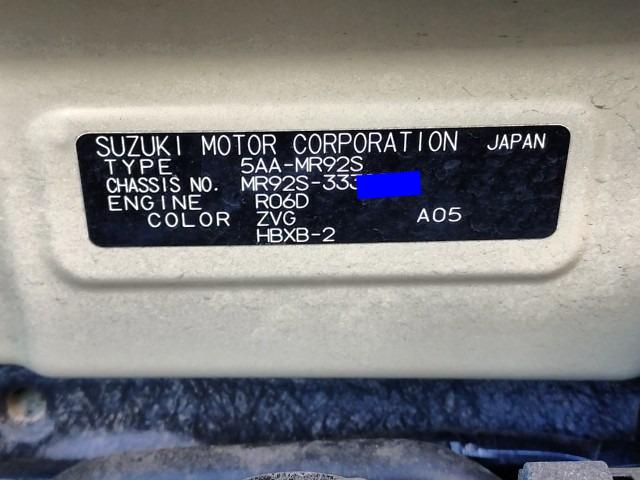 SUZUKI MOTOR CORPORATION JAPAN
TYPE 5AA-MR92S
CHASSIS NO. MR92S-333
ENGINE R06D
COLOR ZVG A05
HBXB-2